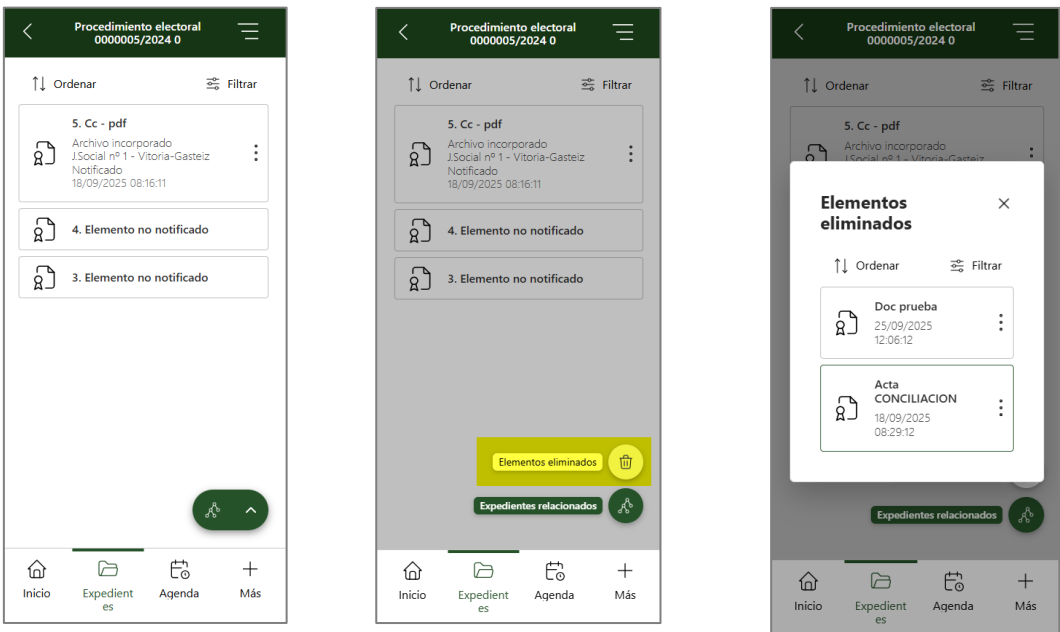 Procedimiento electoral
0000005/2024 0
Ordenar
Filtrar
5. Cc - pdf
Archivo incorporado
J.Social nº 1 - Vitoria-Gasteiz
Notificado
18/09/2025 08:16:11
4. Elemento no notificado
3. Elemento no notificado
Inicio
Expedient
es
Agenda
Más
Procedimiento electoral
0000005/2024 0
Ordenar
Filtrar
5. Cc - pdf
Archivo incorporado
J.Social nº 1 - Vitoria-Gasteiz
Notificado
18/09/2025 08:16:11
4. Elemento no notificado
3. Elemento no notificado
Elementos eliminados
Expedientes relacionados
Inicio
Expedient
es
Agenda
Más
Procedimiento electoral
0000005/2024 0
Ordenar
Filtrar
5. Cc - pdf
Archivo incorporado
J.Social nº 1 - Vitoria-Gasteiz
Elementos
eliminados
Ordenar
Filtrar
Doc prueba
25/09/2025
12:06:12
Acta
CONCILIACION
18/09/2025
08:29:12
Expedientes relacionados
Inicio
Expedient
es
Agenda
Más